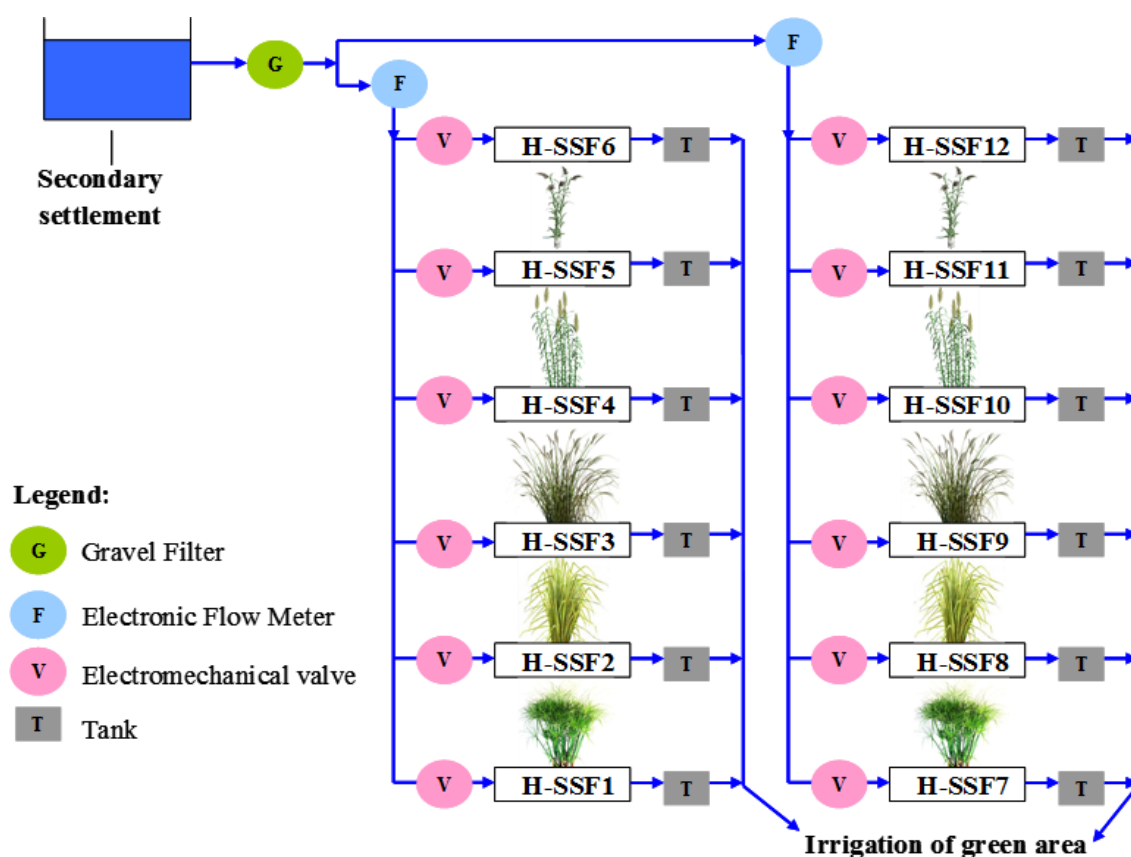 G
F
F
V
H-SSF6
T
V
H-SSF12
T
Secondary
settlement
V
H-SSF5
T
V
H-SSF11
T
V
H-SSF4
T
V
H-SSF10
T
Legend:
G Gravel Filter
V
H-SSF3
T
V
H-SSF9
T
F Electronic Flow Meter
V Electromechanical valve
V
H-SSF2
T
V
H-SSF8
T
T Tank
V
H-SSF1
T
V
H-SSF7
T
Irrigation of green area